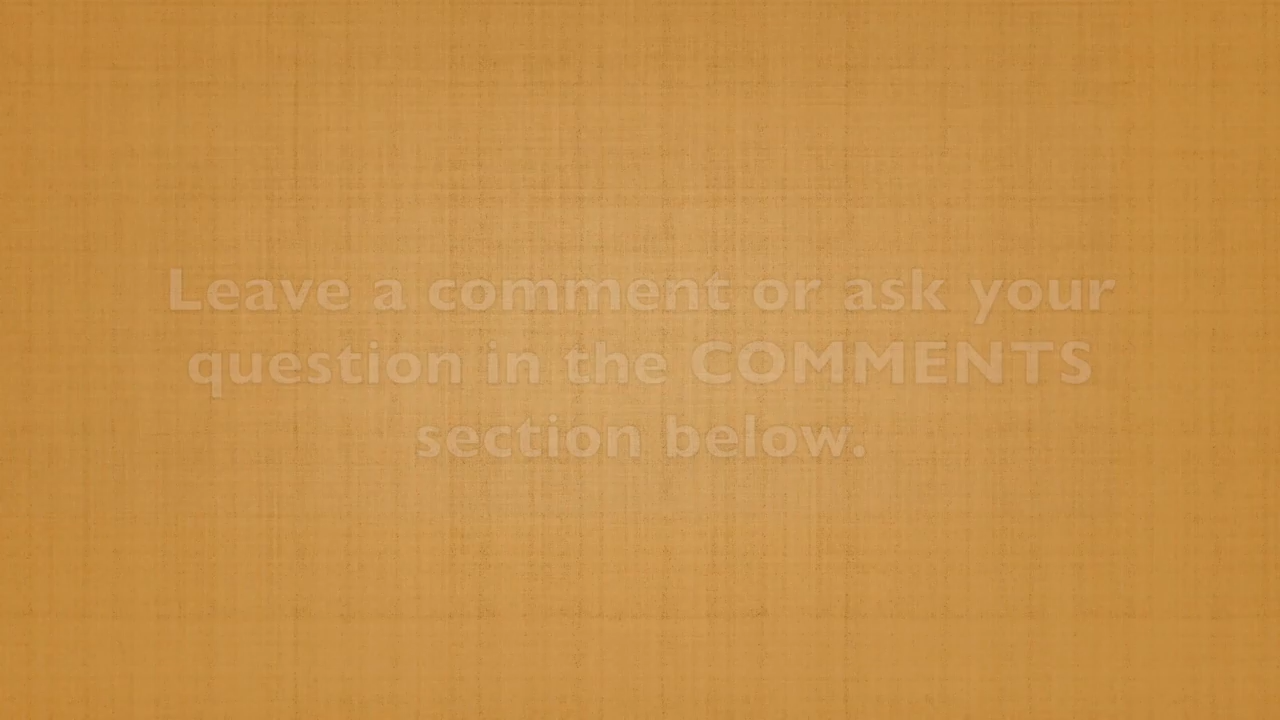 Leave a comment or ask your
question in the COMMENTS
section below.